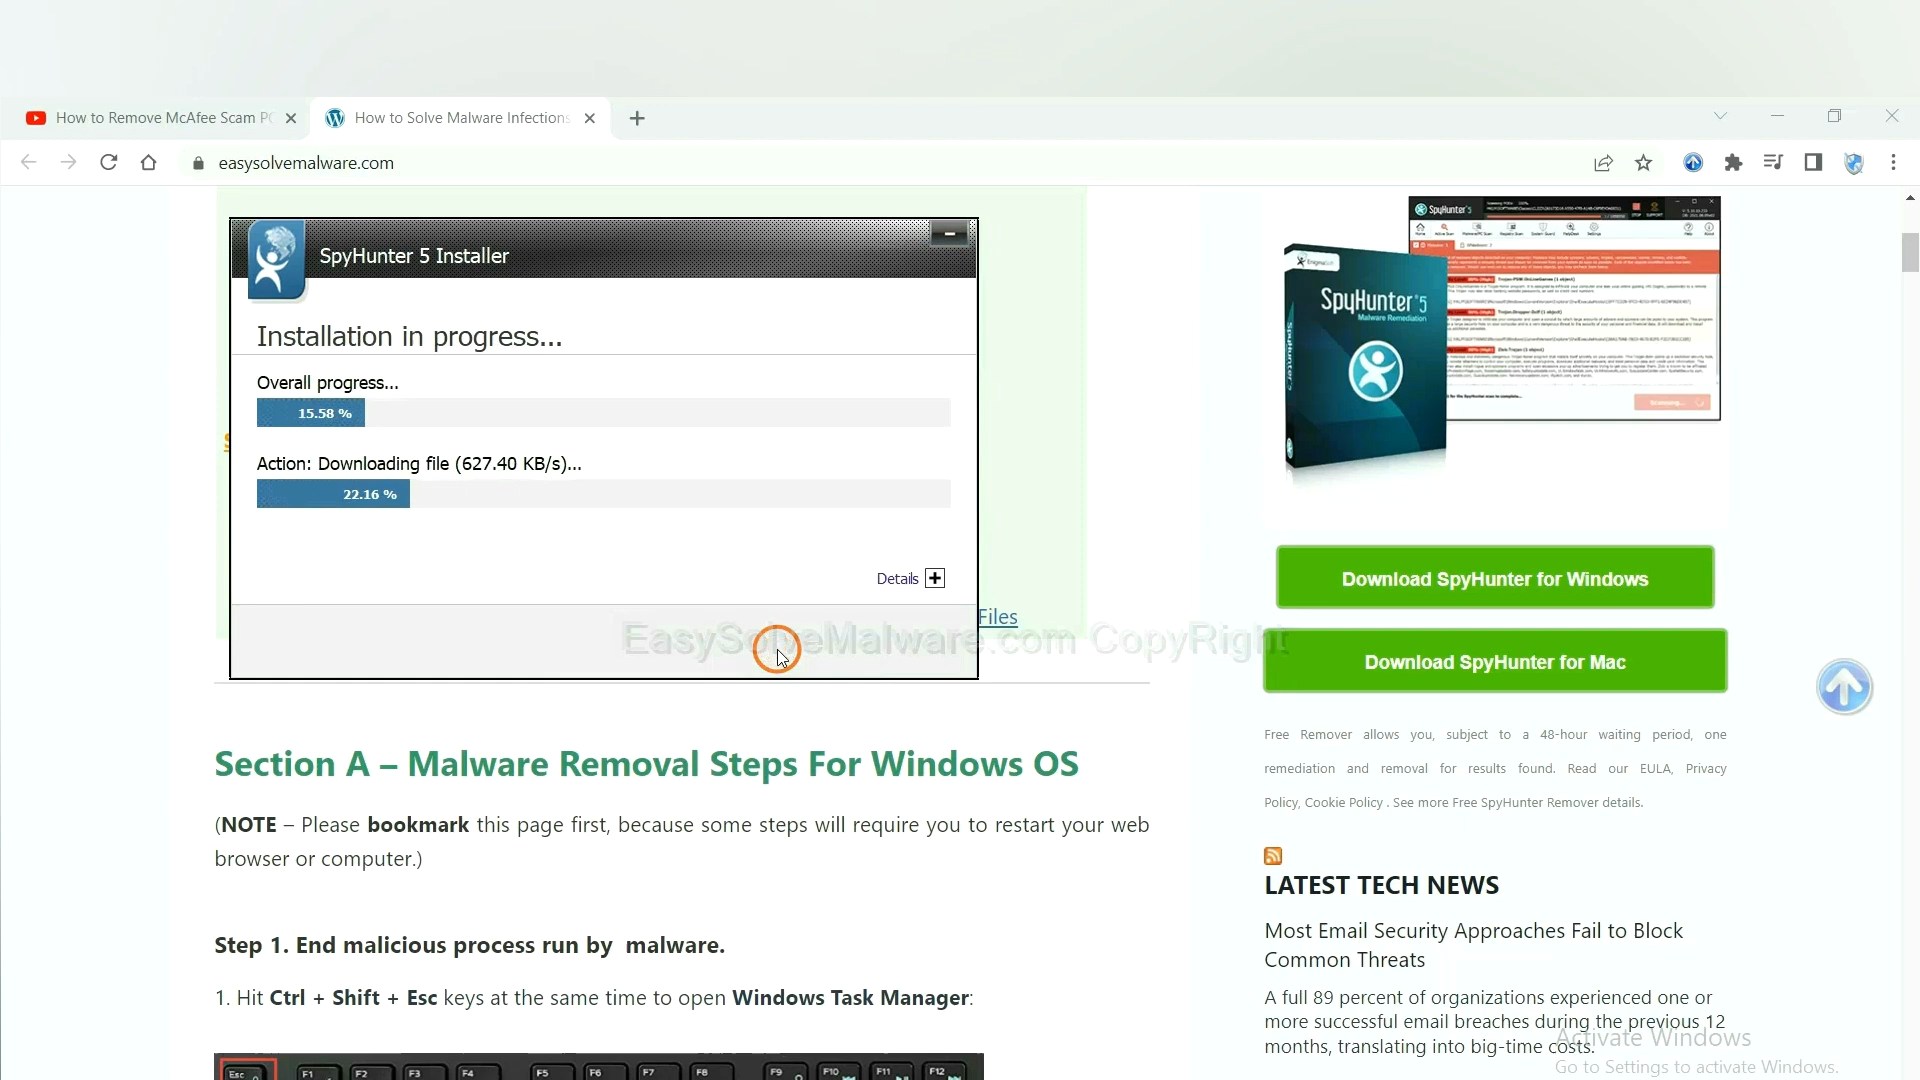 How to Remove McAfee Scam PC
How to Solve Malware Infections
easysolvemalware.com
SpyHunter 5 Installer
Installation in progress...
Overall progress...
15.58 %
Action: Downloading file (627.40 KB/s)...
22.16 %
Details
Files
EasySolveMalware.com CopyRight
Section A – Malware Removal Steps For Windows OS
(NOTE – Please bookmark this page first, because some steps will require you to restart your web
browser or computer.)
Step 1. End malicious process run by malware.
1. Hit Ctrl + Shift + Esc keys at the same time to open Windows Task Manager:
Esc F1 F2 F3 F4 F5 F6 F7 F8 F9 F10 F11 F12
SpyHunter 5
EnigmaSoft
SpyHunter 5
Malware Remediation
Download SpyHunter for Windows
Download SpyHunter for Mac
Free Remover allows you, subject to a 48-hour waiting period, one
remediation and removal for results found. Read our EULA, Privacy
Policy, Cookie Policy . See more Free SpyHunter Remover details.
LATEST TECH NEWS
Most Email Security Approaches Fail to Block
Common Threats
A full 89 percent of organizations experienced one or
more successful email breaches during the previous 12
months, translating into big-time costs.
Activate Windows
Go to Settings to activate Windows.